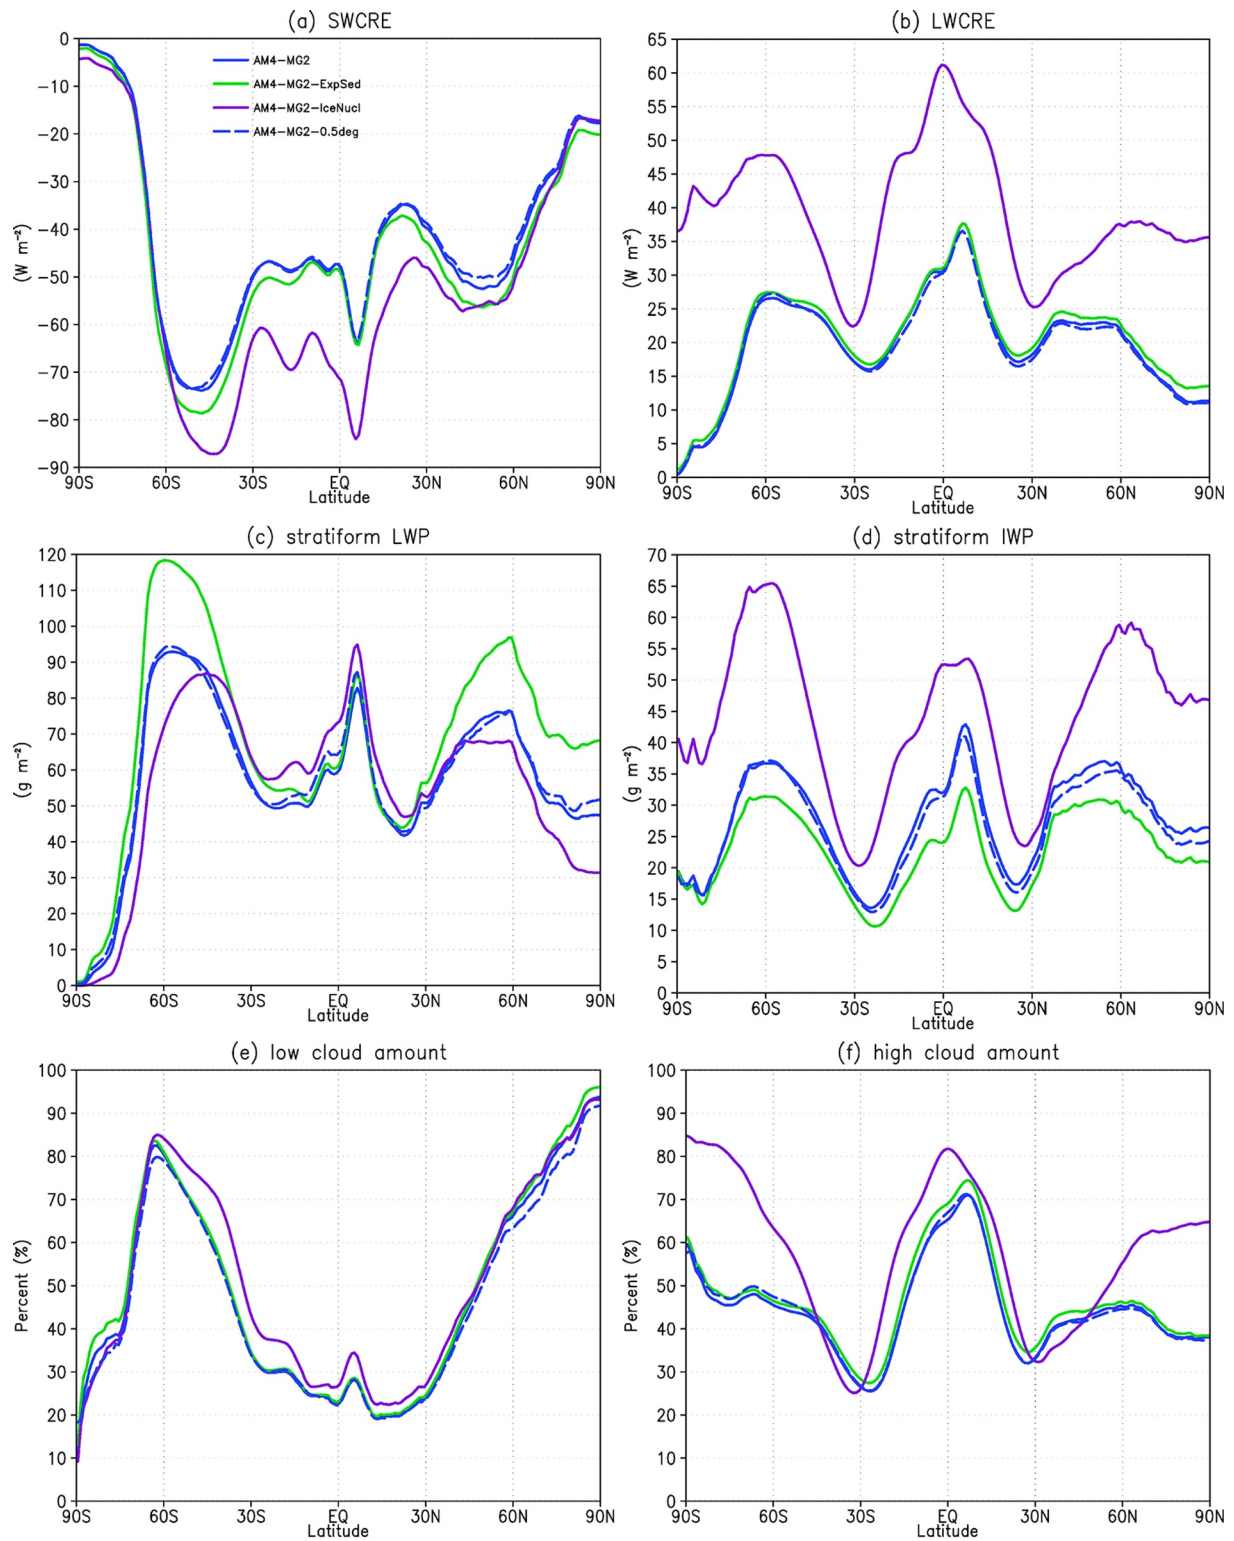 (a) SWCRE
(b) LWCRE
AM4-MG2
AM4-MG2-ExpSed
AM4-MG2-IceNucl
AM4-MG2-0.5deg
0
-10
-20
-30
-40
-50
-60
-70
-80
-90
(W m⁻²)
90S 60S 30S EQ 30N 60N 90N
Latitude
65
60
55
50
45
40
35
30
25
20
15
10
5
0
(W m⁻²)
90S 60S 30S EQ 30N 60N 90N
Latitude
(c) stratiform LWP
(d) stratiform IWP
120
110
100
90
80
70
60
50
40
30
20
10
0
(g m⁻²)
90S 60S 30S EQ 30N 60N 90N
Latitude
70
65
60
55
50
45
40
35
30
25
20
15
10
5
0
(g m⁻²)
90S 60S 30S EQ 30N 60N 90N
Latitude
(e) low cloud amount
(f) high cloud amount
100
90
80
70
60
50
40
30
20
10
0
Percent (%)
90S 60S 30S EQ 30N 60N 90N
Latitude
100
90
80
70
60
50
40
30
20
10
0
Percent (%)
90S 60S 30S EQ 30N 60N 90N
Latitude